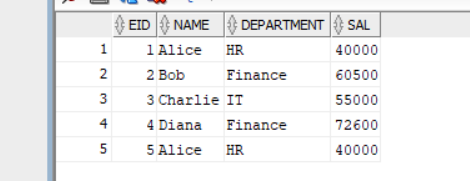 EID NAME DEPARTMENT SAL
1 1 Alice HR 40000
2 2 Bob Finance 60500
3 3 Charlie IT 55000
4 4 Diana Finance 72600
5 5 Alice HR 40000